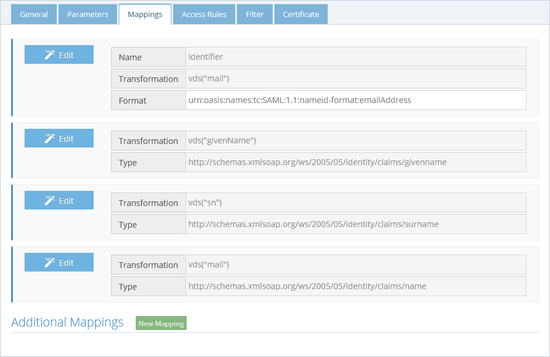 General Parameters Mappings Access Rules Filter Certificate
Edit
Name Identifier
Transformation vds("mail")
Format urn:oasis:names:tc:SAML:1.1:nameid-format:emailAddress
Edit
Transformation vds("givenName")
Type http://schemas.xmlsoap.org/ws/2005/05/identity/claims/givenname
Edit
Transformation vds("sn")
Type http://schemas.xmlsoap.org/ws/2005/05/identity/claims/surname
Edit
Transformation vds("mail")
Type http://schemas.xmlsoap.org/ws/2005/05/identity/claims/name
Additional Mappings New Mapping